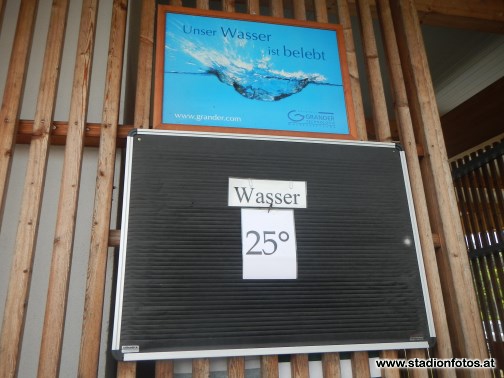 Unser Wasser
ist belebt
www.grander.com
GRANDER
Wasser
25°
www.stadionfotos.at